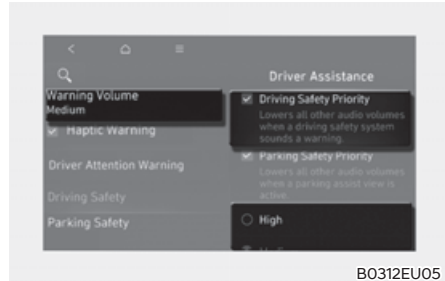 Driver Assistance
Warning Volume
Medium
Haptic Warning
Driver Attention Warning
Driving Safety
Parking Safety
Driving Safety Priority
Lowers all other audio volumes
when a driving safety system
sounds a warning.
Parking Safety Priority
Lowers all other audio volumes
when a parking assist view is
active.
High
B0312EU05